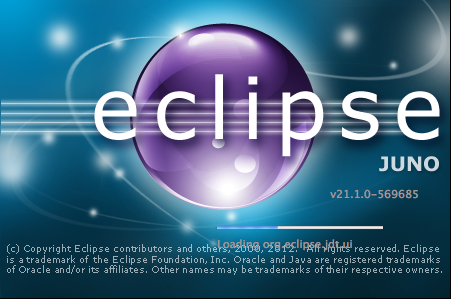 eclipse
JUNO
v21.1.0-569685
Loading org.eclipse.jdt.ui
(c) Copyright Eclipse contributors and others, 2000, 2012. All rights reserved. Eclipse
is a trademark of the Eclipse Foundation, Inc. Oracle and Java are registered trademarks
of Oracle and/or its affiliates. Other names may be trademarks of their respective owners.